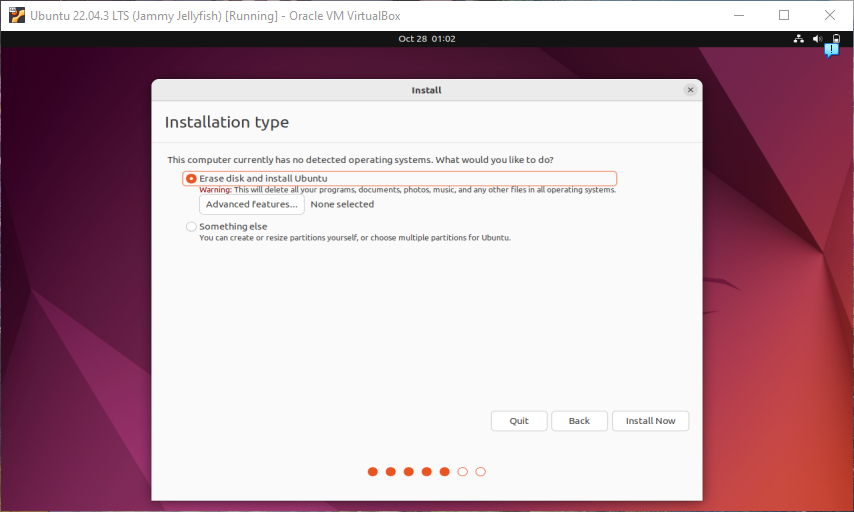 Ubuntu 22.04.3 LTS (Jammy Jellyfish) [Running] - Oracle VM VirtualBox
Oct 28 01:02
Install
Installation type
This computer currently has no detected operating systems. What would you like to do?
Erase disk and install Ubuntu
Warning: This will delete all your programs, documents, photos, music, and any other files in all operating systems.
Advanced features... None selected
Something else
You can create or resize partitions yourself, or choose multiple partitions for Ubuntu.
Quit Back Install Now